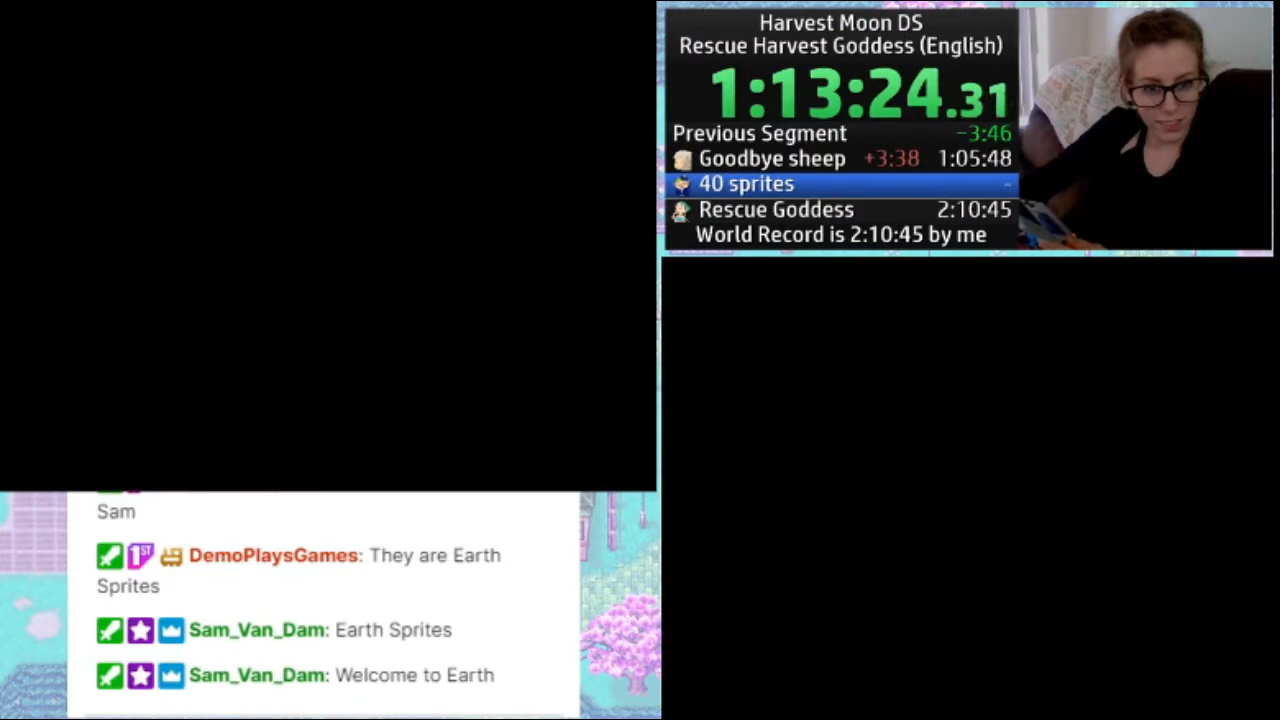 Harvest Moon DS
Rescue Harvest Goddess (English)
1:13:24.31
Previous Segment -3:46
Goodbye sheep +3:38 1:05:48
40 sprites -
Rescue Goddess 2:10:45
World Record is 2:10:45 by me
Sam
1ST DemoPlaysGames: They are Earth
Sprites
Sam_Van_Dam: Earth Sprites
Sam_Van_Dam: Welcome to Earth